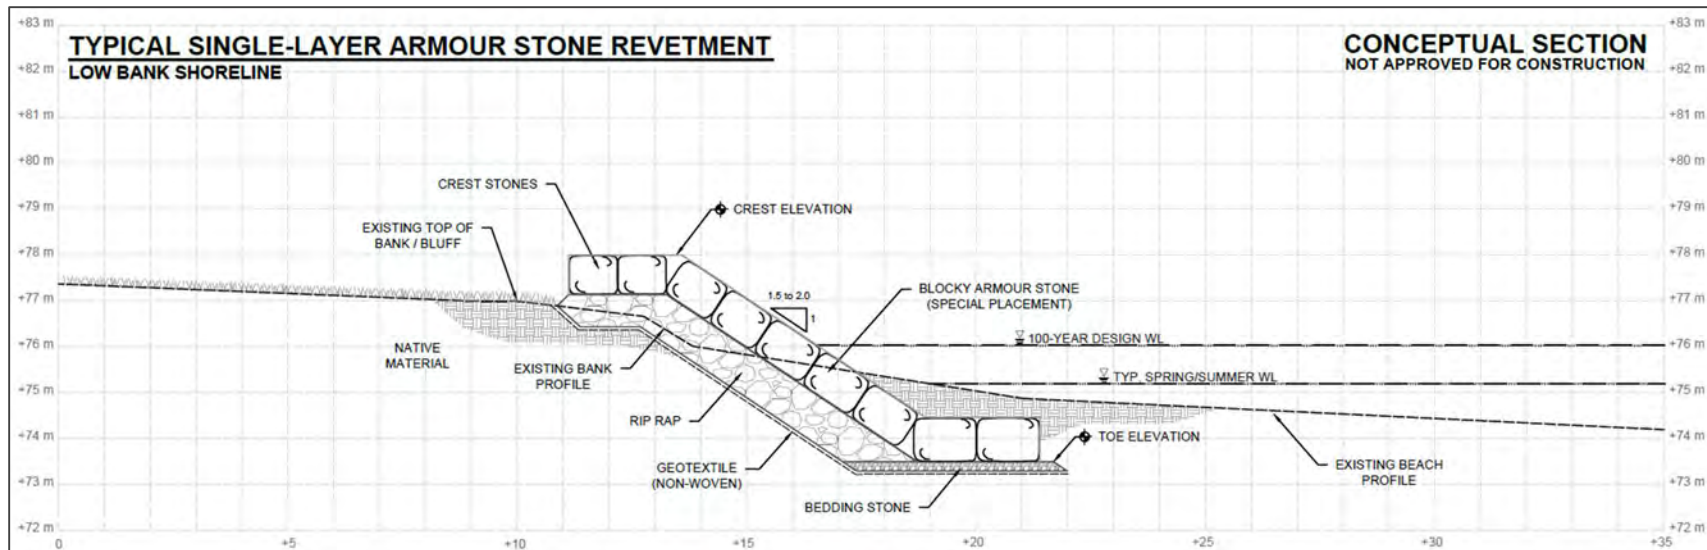 +83 m
+83 m
TYPICAL SINGLE-LAYER ARMOUR STONE REVETMENT
CONCEPTUAL SECTION
LOW BANK SHORELINE
NOT APPROVED FOR CONSTRUCTION
+82 m
+82 m
+81 m
+81 m
+80 m
+80 m
CREST STONES
+79 m
CREST ELEVATION
+79 m
EXISTING TOP OF
BANK / BLUFF
+78 m
+78 m
BLOCKY ARMOUR STONE
(SPECIAL PLACEMENT)
1.5 to 2.0
1
+77 m
+77 m
100-YEAR DESIGN WL
+76 m
+76 m
NATIVE
MATERIAL
EXISTING BANK
PROFILE
TYP. SPRING/SUMMER WL
+75 m
+75 m
RIP RAP
+74 m
TOE ELEVATION
+74 m
GEOTEXTILE
(NON-WOVEN)
EXISTING BEACH
PROFILE
+73 m
+73 m
BEDDING STONE
+72 m
+72 m
0
+5
+10
+15
+20
+25
+30
+35